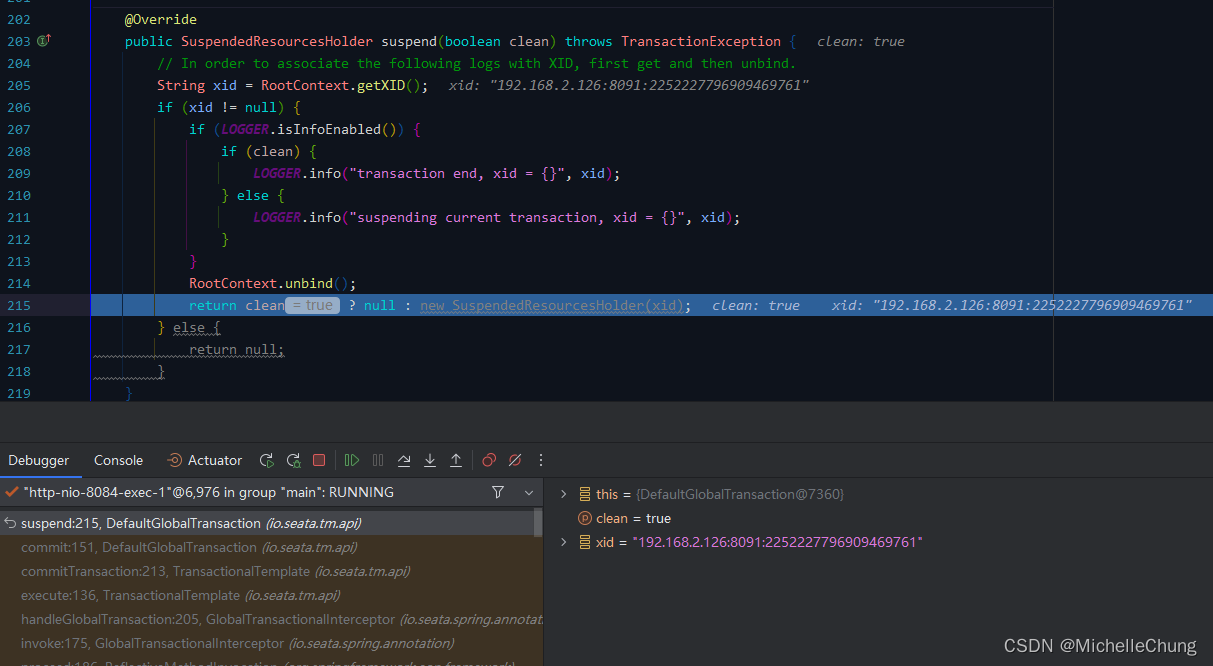 202 @Override
203 public SuspendedResourcesHolder suspend(boolean clean) throws TransactionException { clean: true
204 // In order to associate the following logs with XID, first get and then unbind.
205 String xid = RootContext.getXID(); xid: "192.168.2.126:8091:2252227796909469761"
206 if (xid != null) {
207 if (LOGGER.isInfoEnabled()) {
208 if (clean) {
209 LOGGER.info("transaction end, xid = {}", xid);
210 } else {
211 LOGGER.info("suspending current transaction, xid = {}", xid);
212 }
213 }
214 RootContext.unbind();
215 return clean = true ? null : new SuspendedResourcesHolder(xid); clean: true xid: "192.168.2.126:8091:2252227796909469761"
216 } else {
217 return null;
218 }
219 }
Debugger Console Actuator
"http-nio-8084-exec-1"@6,976 in group "main": RUNNING
suspend:215, DefaultGlobalTransaction (io.seata.tm.api)
commit:151, DefaultGlobalTransaction (io.seata.tm.api)
commitTransaction:213, TransactionalTemplate (io.seata.tm.api)
execute:136, TransactionalTemplate (io.seata.tm.api)
handleGlobalTransaction:205, GlobalTransactionalInterceptor (io.seata.spring.annotati
invoke:175, GlobalTransactionalInterceptor (io.seata.spring.annotation)
this = {DefaultGlobalTransaction@7360}
clean = true
xid = "192.168.2.126:8091:2252227796909469761"
CSDN @MichelleChung